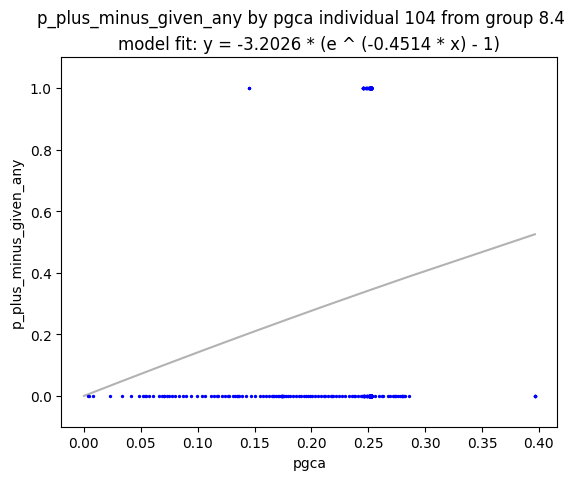 p_plus_minus_given_any by pgca individual 104 from group 8.4
model fit: y = -3.2026 * (e ^ (-0.4514 * x) - 1)
1.0
0.8
0.6
0.4
0.2
0.0
p_plus_minus_given_any
0.00 0.05 0.10 0.15 0.20 0.25 0.30 0.35 0.40
pgca